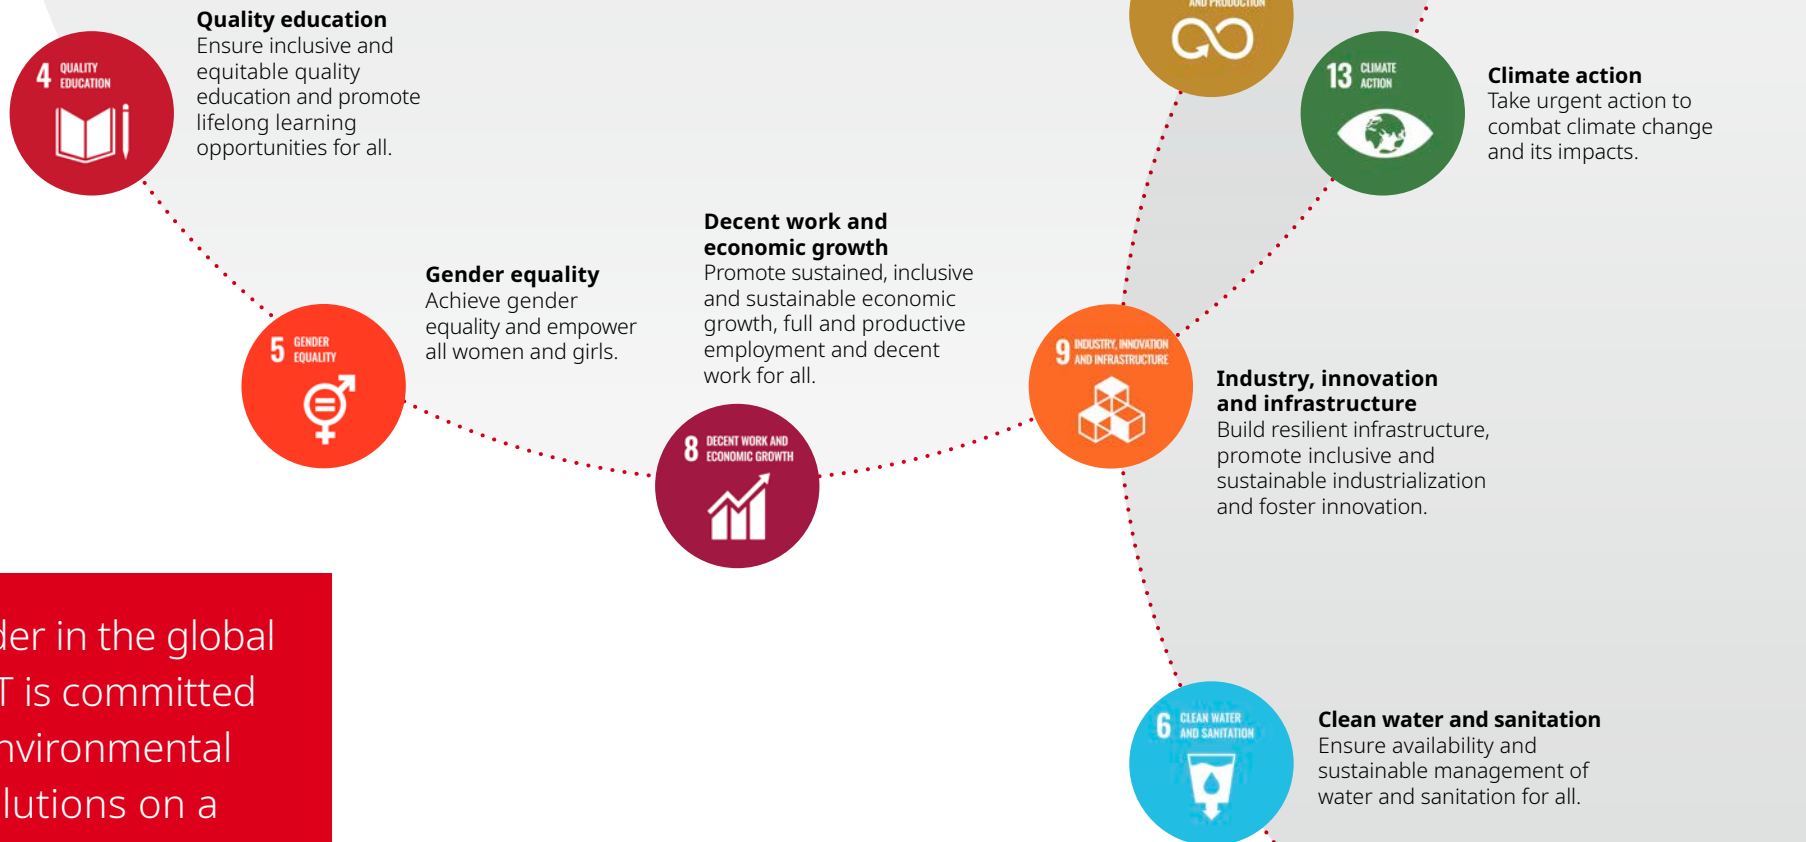 Quality education
Ensure inclusive and
equitable quality
education and promote
lifelong learning
opportunities for all.
4 QUALITY
EDUCATION
AND PRODUCTION
13 CLIMATE
ACTION
Climate action
Take urgent action to
combat climate change
and its impacts.
Gender equality
Achieve gender
equality and empower
all women and girls.
5 GENDER
EQUALITY
Decent work and
economic growth
Promote sustained, inclusive
and sustainable economic
growth, full and productive
employment and decent
work for all.
8 DECENT WORK AND
ECONOMIC GROWTH
9 INDUSTRY, INNOVATION
AND INFRASTRUCTURE
Industry, innovation
and infrastructure
Build resilient infrastructure,
promote inclusive and
sustainable industrialization
and foster innovation.
der in the global
T is committed
nvironmental
lutions on a
6 CLEAN WATER
AND SANITATION
Clean water and sanitation
Ensure availability and
sustainable management of
water and sanitation for all.